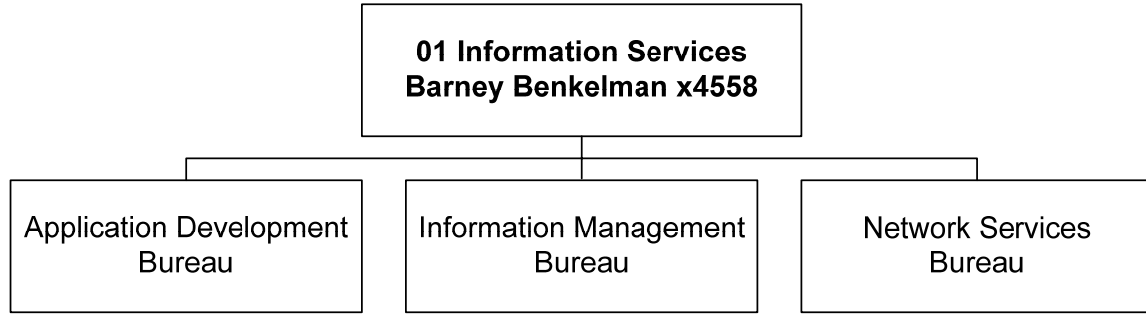 01 Information Services
Barney Benkelman x4558
Application Development
Bureau
Information Management
Bureau
Network Services
Bureau